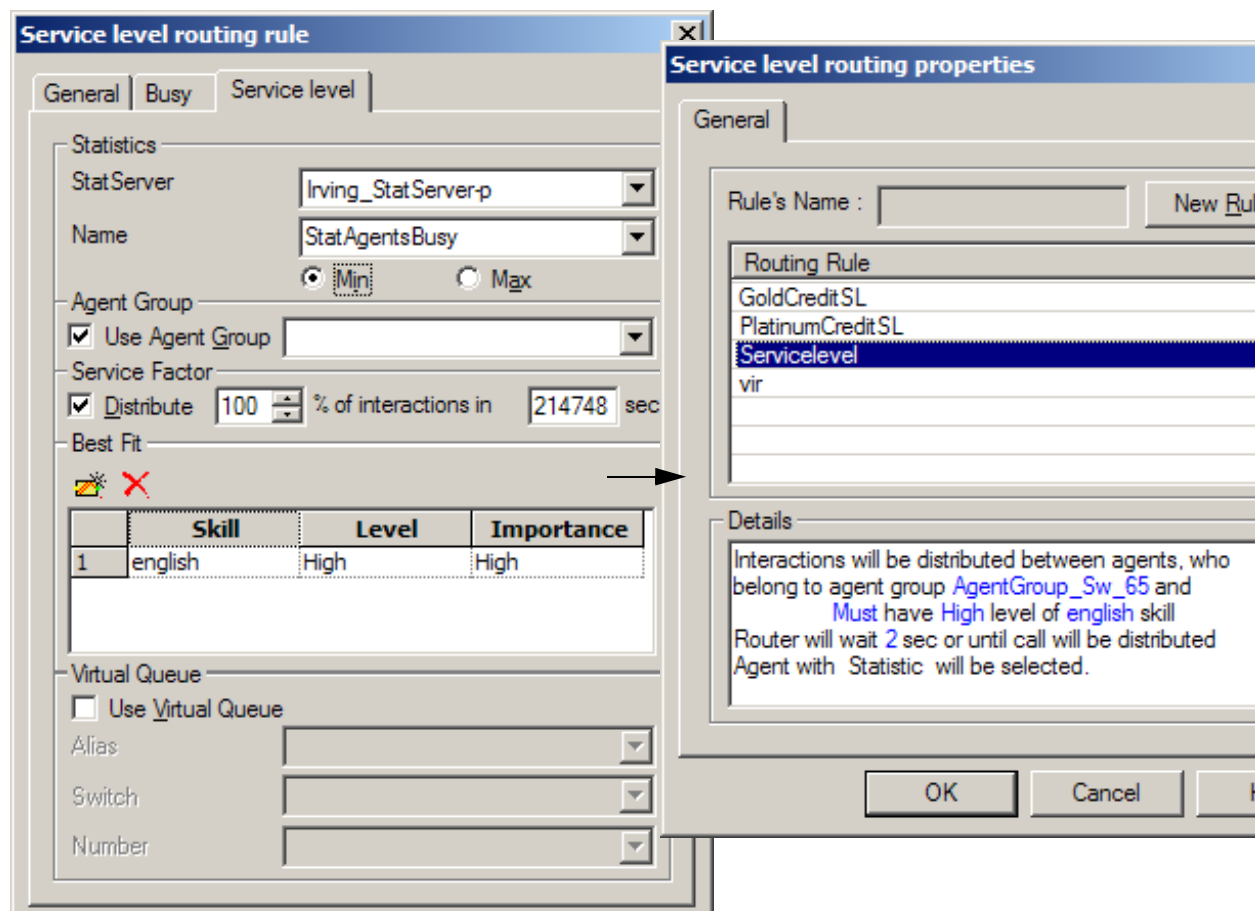 Service level routing rule
General Busy Service level
Statistics
StatServer Irving_StatServer-p
Name StatAgentsBusy
Min Max
Agent Group
Use Agent Group
Service Factor
Distribute 100 % of interactions in 214748 sec
Best Fit
Skill Level Importance
1 english High High
Virtual Queue
Use Virtual Queue
Alias
Switch
Number
Service level routing properties
General
Rule's Name : New Rul
Routing Rule
GoldCreditSL
PlatinumCreditSL
Servicelevel
vir
Details
Interactions will be distributed between agents, who
belong to agent group AgentGroup_Sw_65 and
Must have High level of english skill
Router will wait 2 sec or until call will be distributed
Agent with Statistic will be selected.
OK Cancel